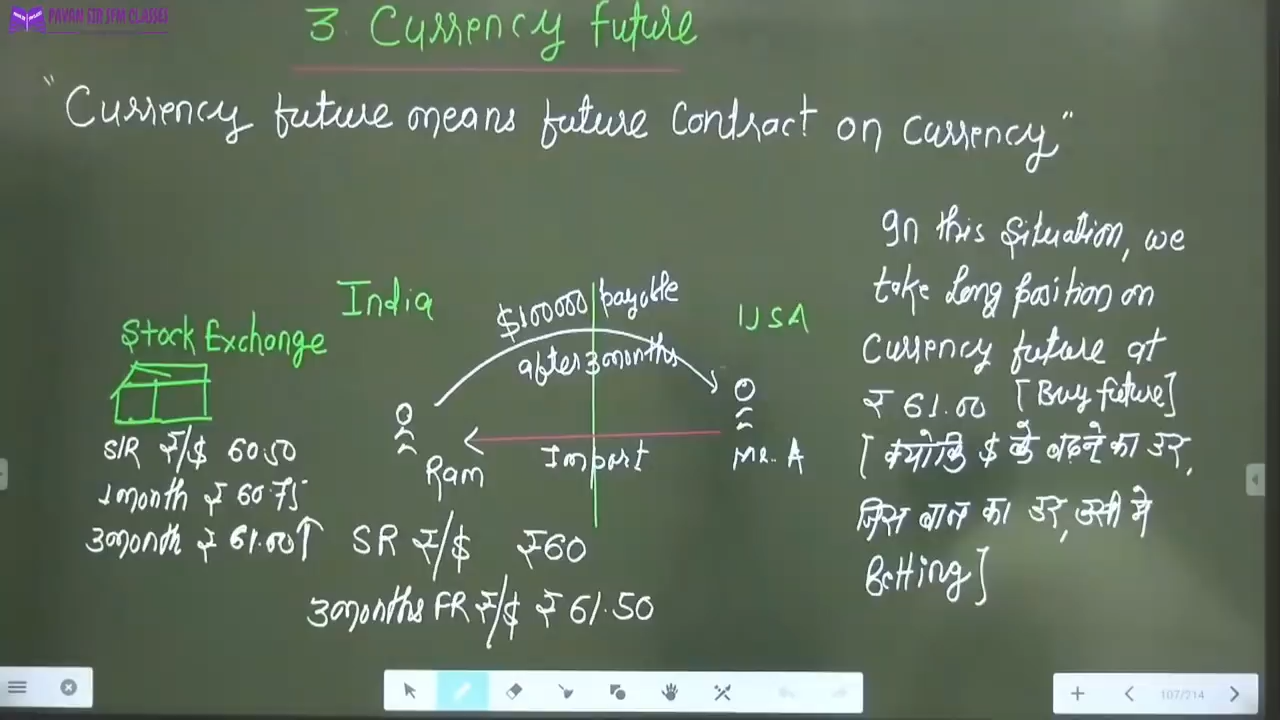 PAVAN SIR SFM CLASSES
3. Currency future
"Currency future means future Contract on Currency"
India
$100000 payable
after 3 months
USA
Stock Exchange
S/R ₹/$ 60.50
1 month ₹ 60.75
3 month ₹ 61.00↑
Ram
Import
Mr. A
SR ₹/$ ₹60
3 months FR ₹/$ ₹ 61.50
In this situation, we
take long position on
Currency future at
₹ 61.00 [Buy future]
[क्योकि $ के बढ़ने का डर,
जिस बात का डर, उसी मे
Betting]
107/214